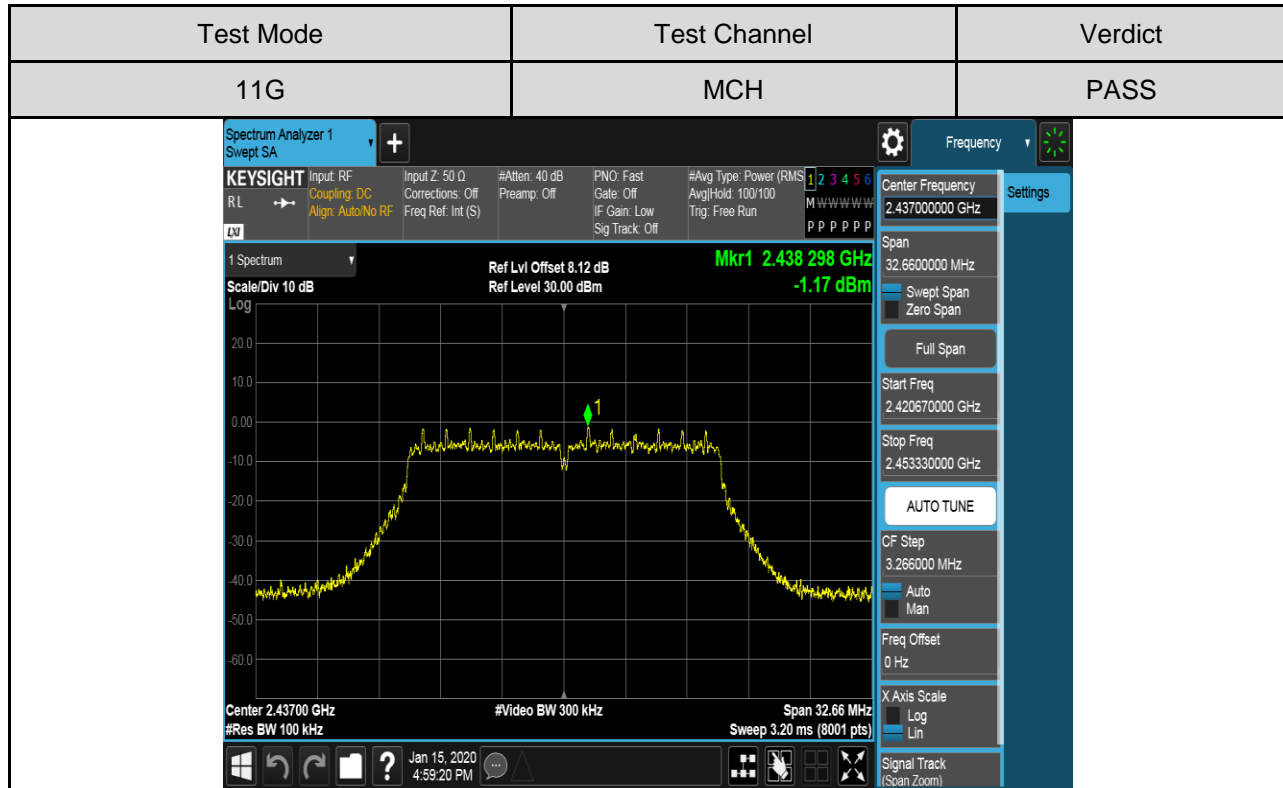 Test Mode
Test Channel
Verdict
11G
MCH
PASS
Spectrum Analyzer 1
Swept SA
+
Frequency
KEYSIGHT
RL
LXI
Input: RF
Coupling: DC
Align: Auto/No RF
Input Z: 50 Ω
Corrections: Off
Freq Ref: Int (S)
#Atten: 40 dB
Preamp: Off
PNO: Fast
Gate: Off
IF Gain: Low
Sig Track: Off
#Avg Type: Power (RMS
Avg|Hold: 100/100
Trig: Free Run
1 2 3 4 5 6
M W W W W W
P P P P P P
1 Spectrum
Scale/Div 10 dB
Ref Lvl Offset 8.12 dB
Ref Level 30.00 dBm
Mkr1 2.438 298 GHz
-1.17 dBm
Log
20.0
10.0
0.00
-10.0
-20.0
-30.0
-40.0
-50.0
-60.0
1
Center 2.43700 GHz
#Res BW 100 kHz
#Video BW 300 kHz
Span 32.66 MHz
Sweep 3.20 ms (8001 pts)
Center Frequency
2.437000000 GHz
Span
32.6600000 MHz
Swept Span
Zero Span
Full Span
Start Freq
2.420670000 GHz
Stop Freq
2.453330000 GHz
AUTO TUNE
CF Step
3.266000 MHz
Auto
Man
Freq Offset
0 Hz
X Axis Scale
Log
Lin
Signal Track
(Span Zoom)
Settings
?
Jan 15, 2020
4:59:20 PM